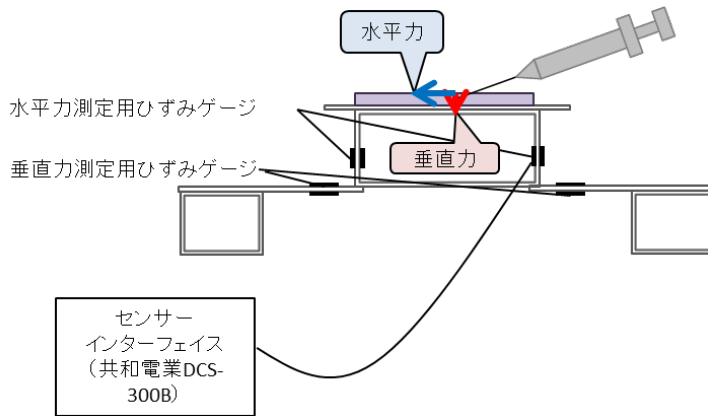 水平力
水平力測定用ひずみゲージ
垂直力
垂直力測定用ひずみゲージ
センサー
インターフェイス
（共和電業DCS-
300B）